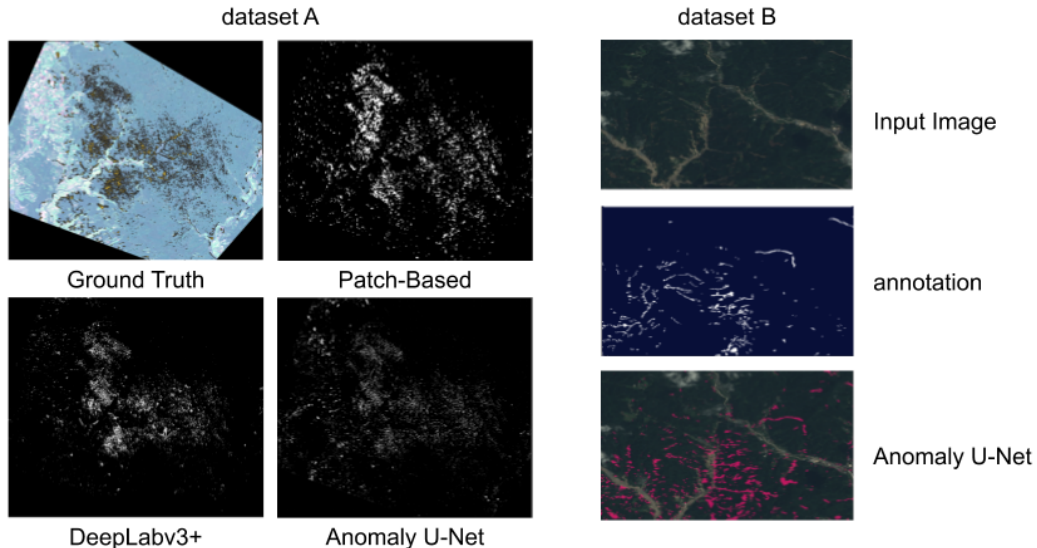 dataset A
dataset B
Input Image
Ground Truth
Patch-Based
annotation
Anomaly U-Net
DeepLabv3+
Anomaly U-Net